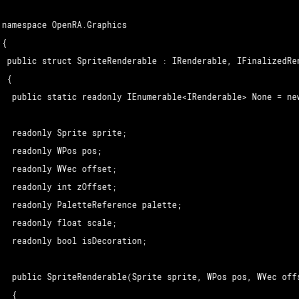 namespace OpenRA.Graphics
{
public struct SpriteRenderable : IRenderable, IFinalizedRen
{
public static readonly IEnumerable<IRenderable> None = new
readonly Sprite sprite;
readonly WPos pos;
readonly WVec offset;
readonly int zOffset;
readonly PaletteReference palette;
readonly float scale;
readonly bool isDecoration;
public SpriteRenderable(Sprite sprite, WPos pos, WVec offs
{